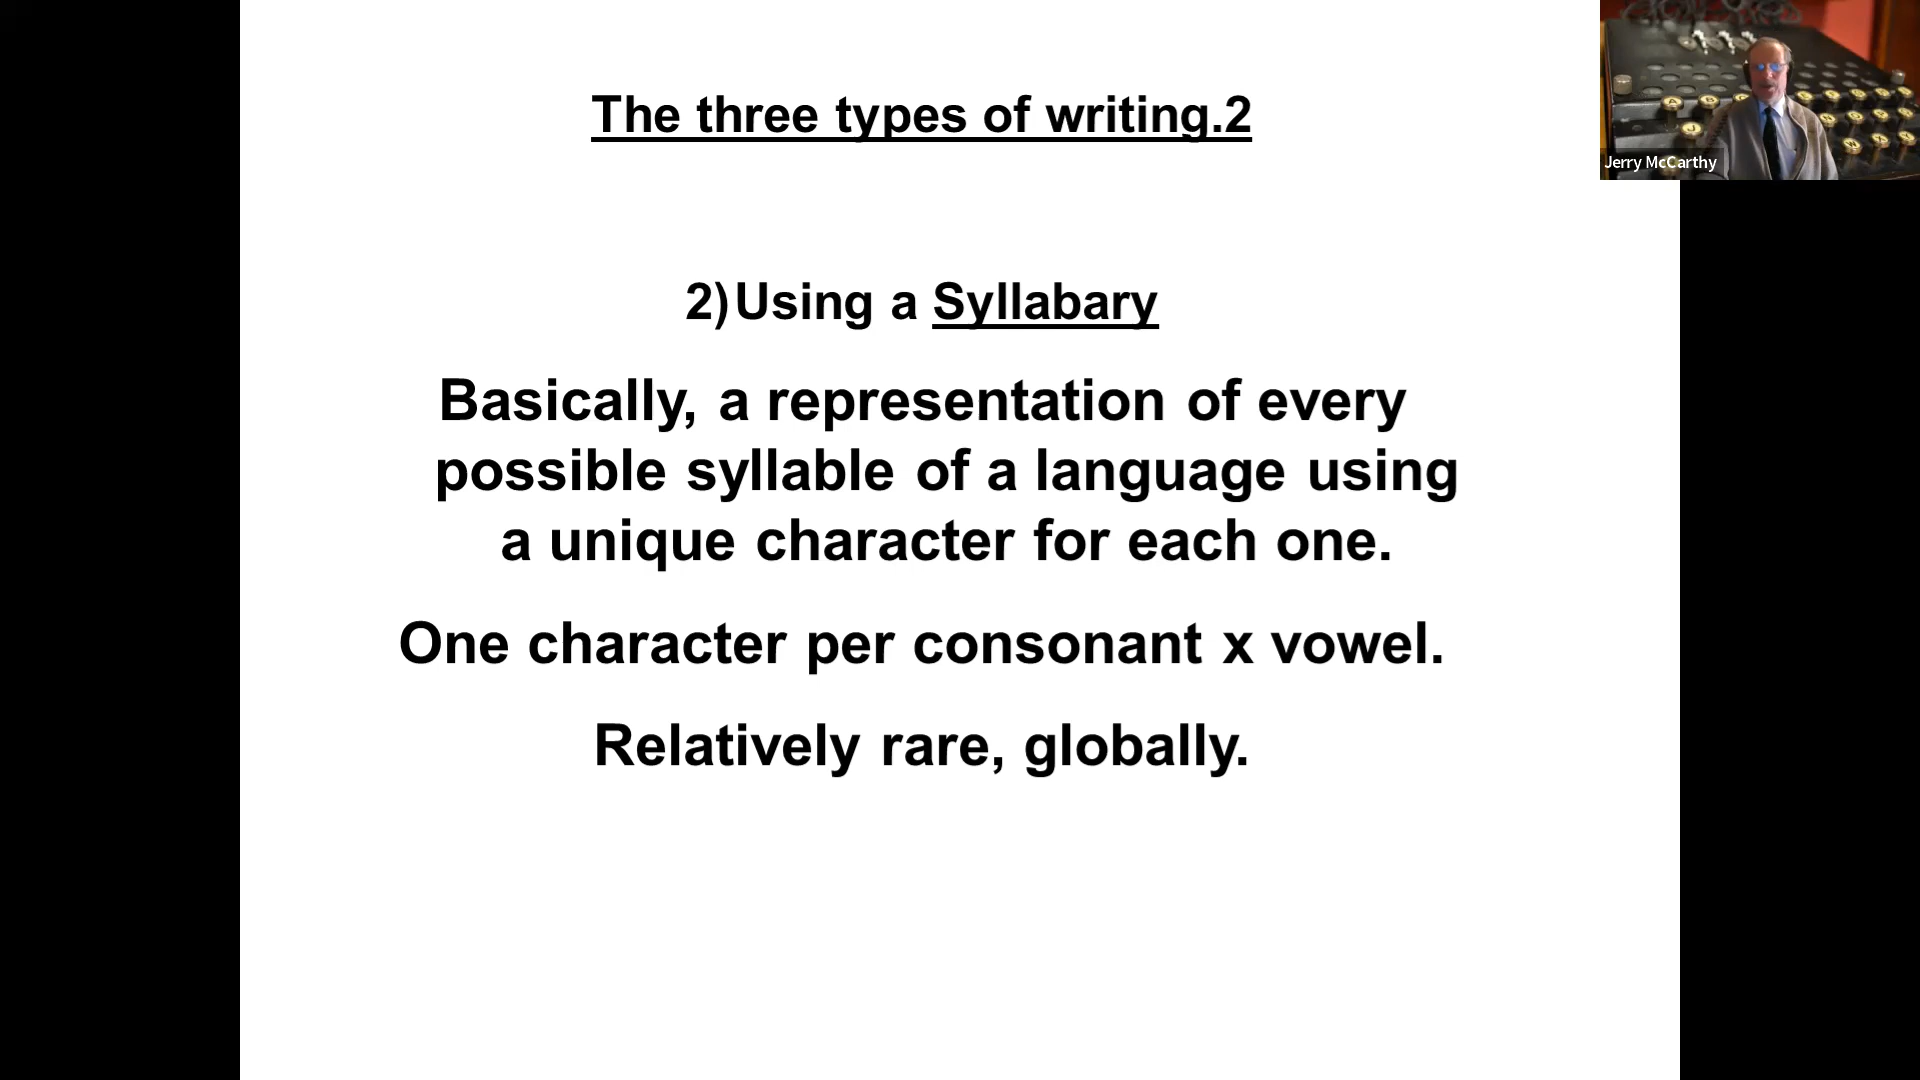 The three types of writing.2
2) Using a Syllabary
Basically, a representation of every
possible syllable of a language using
a unique character for each one.
One character per consonant x vowel.
Relatively rare, globally.
Jerry McCarthy